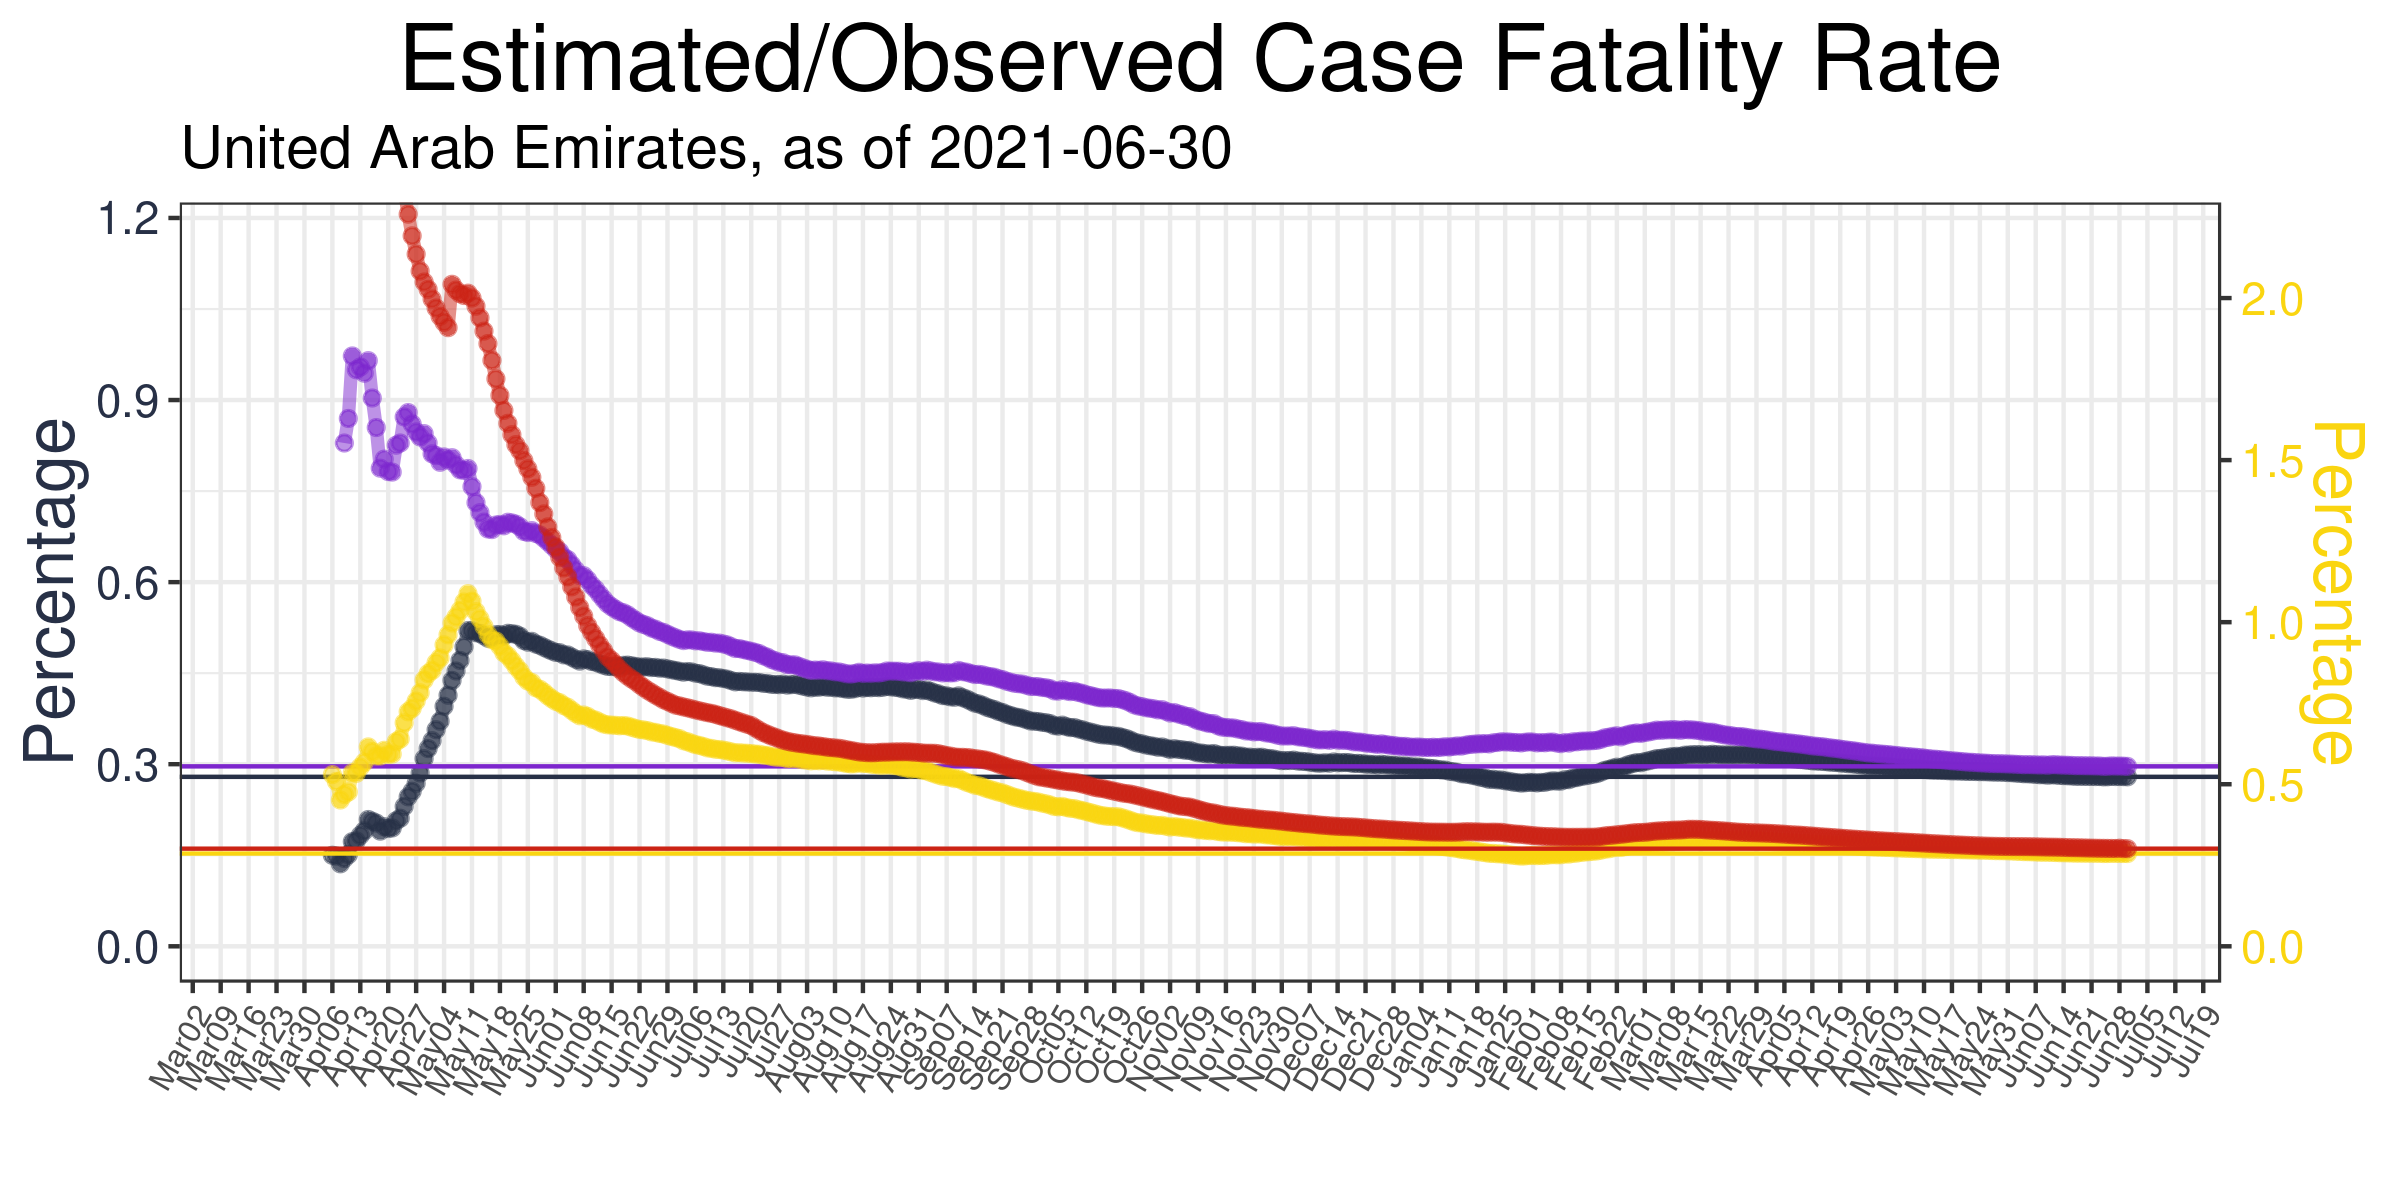 Estimated/Observed Case Fatality Rate
United Arab Emirates, as of 2021-06-30
Percentage
1.2
0.9
0.6
0.3
0.0
2.0
1.5
1.0
0.5
0.0
Percentage
Mar02
Mar09
Mar16
Mar23
Mar30
Apr06
Apr13
Apr20
Apr27
May04
May11
May18
May25
Jun01
Jun08
Jun15
Jun22
Jun29
Jul06
Jul13
Jul20
Jul27
Aug03
Aug10
Aug17
Aug24
Aug31
Sep07
Sep14
Sep21
Sep28
Oct05
Oct12
Oct19
Oct26
Nov02
Nov09
Nov16
Nov23
Nov30
Dec07
Dec14
Dec21
Dec28
Jan04
Jan11
Jan18
Jan25
Feb01
Feb08
Feb15
Feb22
Mar01
Mar08
Mar15
Mar22
Mar29
Apr05
Apr12
Apr19
Apr26
May03
May10
May17
May24
May31
Jun07
Jun14
Jun21
Jun28
Jul05
Jul12
Jul19